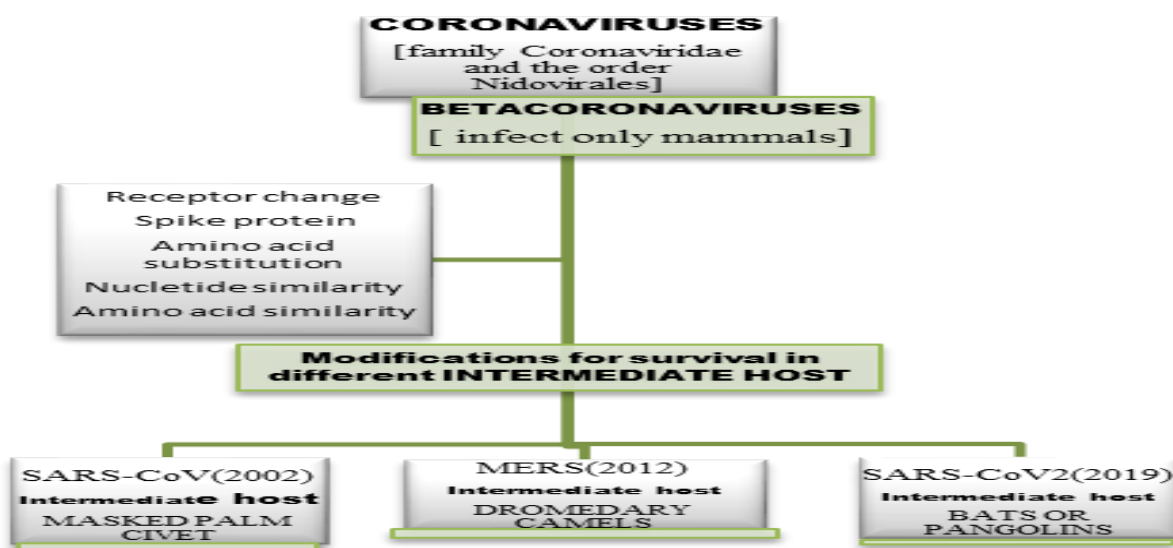 CORONAVIRUSES
[family Coronaviridae
and the order
Nidovirales]
BETACORONAVIRUSES
[ infect only mammals]
Receptor change
Spike protein
Amino acid
substitution
Nucletide similarity
Amino acid similarity
Modifications for survival in
different INTERMEDIATE HOST
SARS-CoV(2002)
Intermediate host
MASKED PALM
CIVET
MERS(2012)
Intermediate host
DROMEDARY
CAMELS
SARS-CoV2(2019)
Intermediate host
BATS OR
PANGOLINS